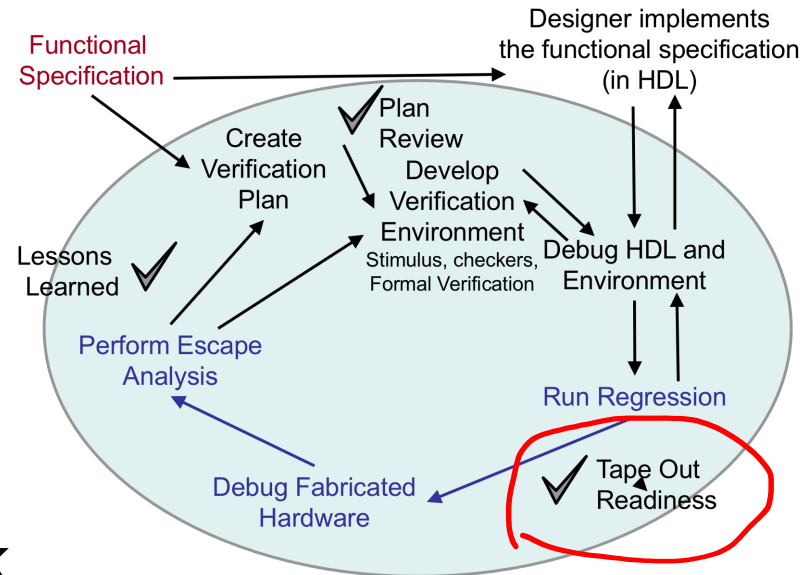 Functional
Specification
Designer implements
the functional specification
(in HDL)
Plan
Review
Create
Verification
Plan
Develop
Verification
Environment
Stimulus, checkers,
Formal Verification
Debug HDL and
Environment
Lessons
Learned
Perform Escape
Analysis
Run Regression
Tape Out
Readiness
Debug Fabricated
Hardware